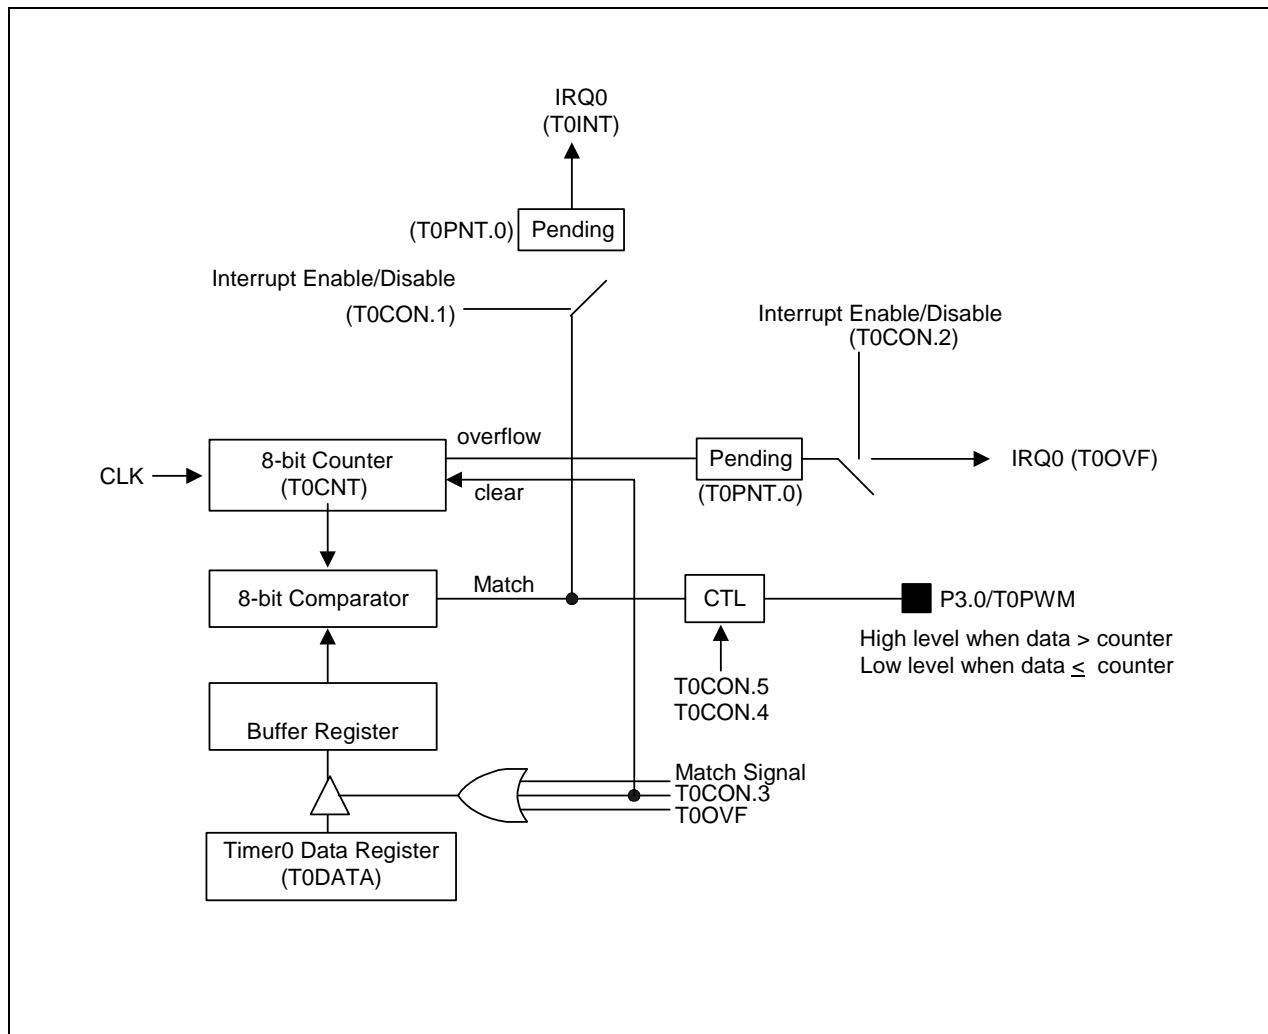 IRQ0
(T0INT)
(T0PNT.0)
Pending
Interrupt Enable/Disable
(T0CON.1)
Interrupt Enable/Disable
(T0CON.2)
overflow
CLK
8-bit Counter
(T0CNT)
clear
Pending
(T0PNT.0)
IRQ0 (T0OVF)
8-bit Comparator
Match
CTL
P3.0/T0PWM
High level when data > counter
Low level when data ≤ counter
T0CON.5
T0CON.4
Buffer Register
Match Signal
T0CON.3
T0OVF
Timer0 Data Register
(T0DATA)